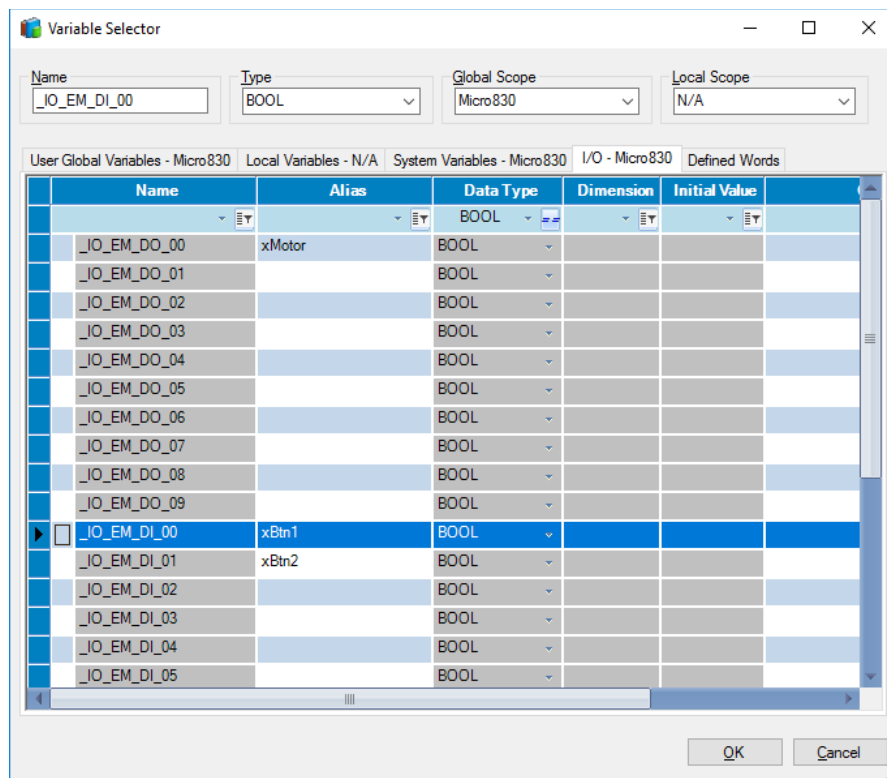 Variable Selector
Name Type Global Scope Local Scope
_IO_EM_DI_00 BOOL Micro830 N/A
User Global Variables - Micro830 Local Variables - N/A System Variables - Micro830 I/O - Micro830 Defined Words
Name Alias Data Type Dimension Initial Value
BOOL
_IO_EM_DO_00 xMotor BOOL
_IO_EM_DO_01 BOOL
_IO_EM_DO_02 BOOL
_IO_EM_DO_03 BOOL
_IO_EM_DO_04 BOOL
_IO_EM_DO_05 BOOL
_IO_EM_DO_06 BOOL
_IO_EM_DO_07 BOOL
_IO_EM_DO_08 BOOL
_IO_EM_DO_09 BOOL
_IO_EM_DI_00 xBtn1 BOOL
_IO_EM_DI_01 xBtn2 BOOL
_IO_EM_DI_02 BOOL
_IO_EM_DI_03 BOOL
_IO_EM_DI_04 BOOL
_IO_EM_DI_05 BOOL
OK Cancel